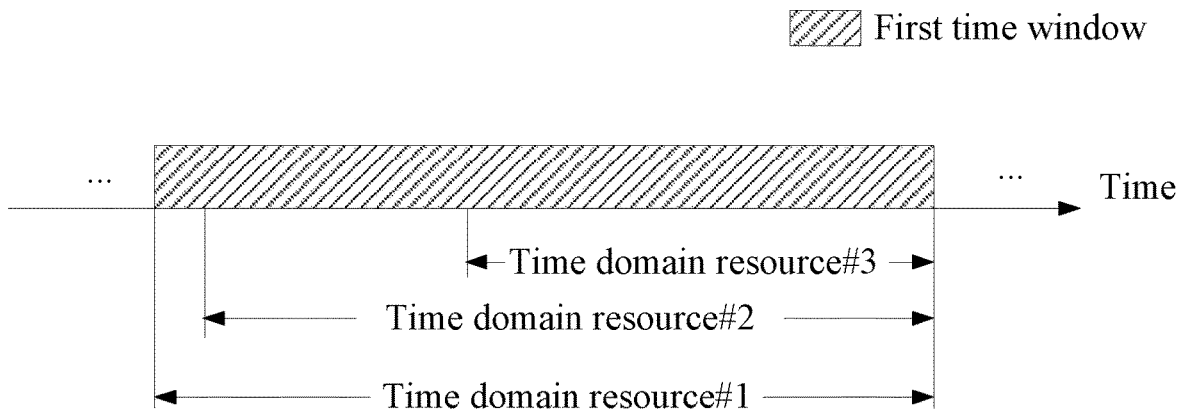 First time window
...
...
Time
Time domain resource#3
Time domain resource#2
Time domain resource#1